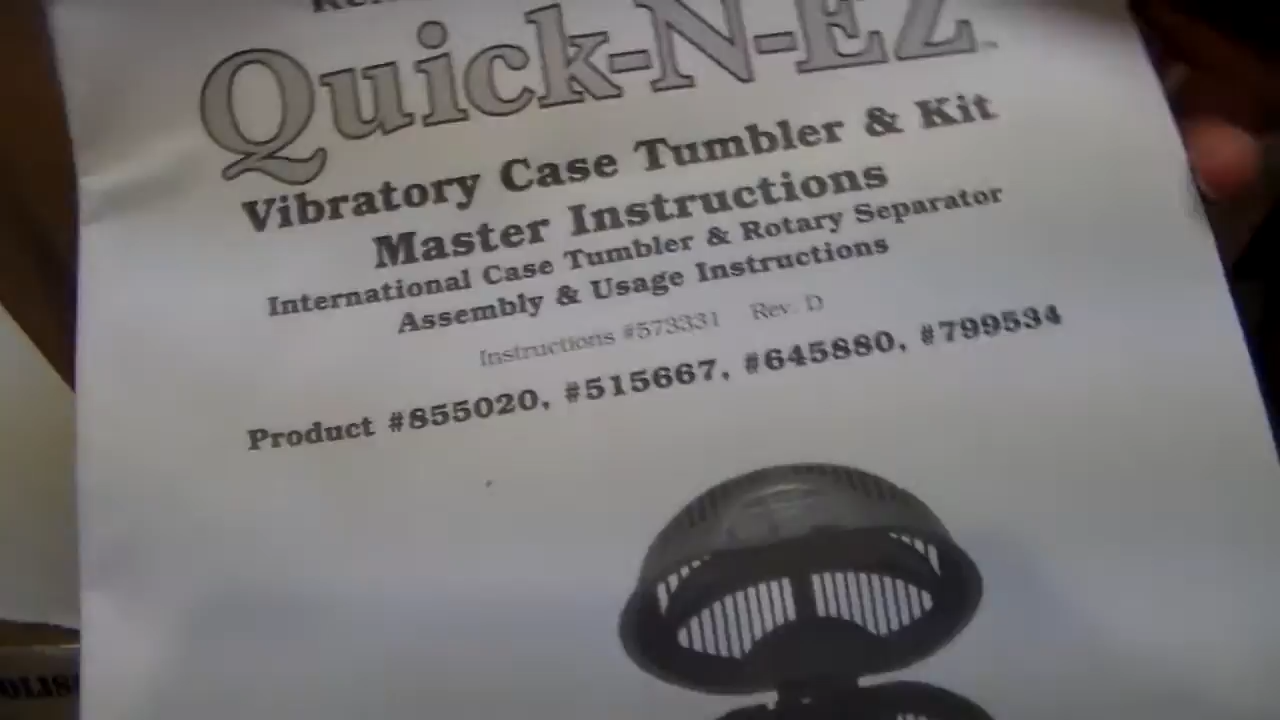 Quick-N-EZ
Vibratory Case Tumbler & Kit
Master Instructions
International Case Tumbler & Rotary Separator
Assembly & Usage Instructions
Instructions #573331 Rev. D
Product #855020, #515667, #645880, #799534